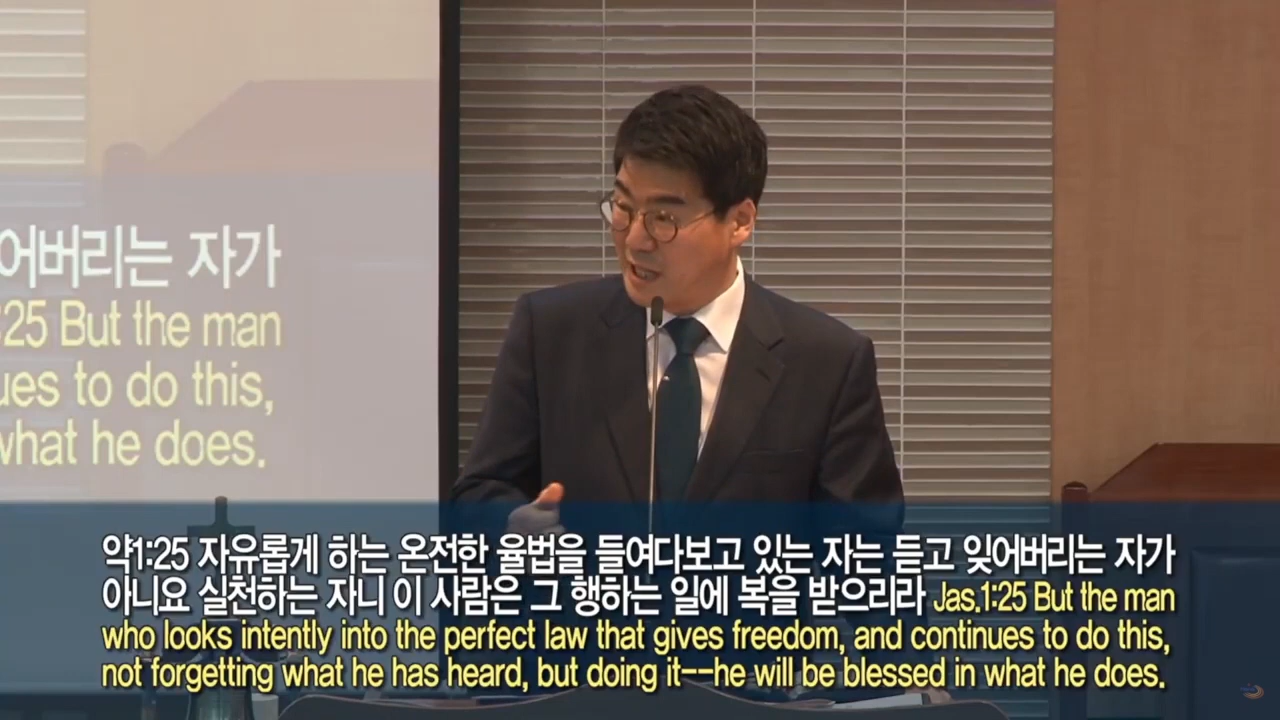 어버리는 자가
:25 But the man
ues to do this,
what he does.
약1:25 자유롭게 하는 온전한 율법을 들여다보고 있는 자는 듣고 잊어버리는 자가
아니요 실천하는 자니 이 사람은 그 행하는 일에 복을 받으리라 Jas.1:25 But the man
who looks intently into the perfect law that gives freedom, and continues to do this,
not forgetting what he has heard, but doing it--he will be blessed in what he does.